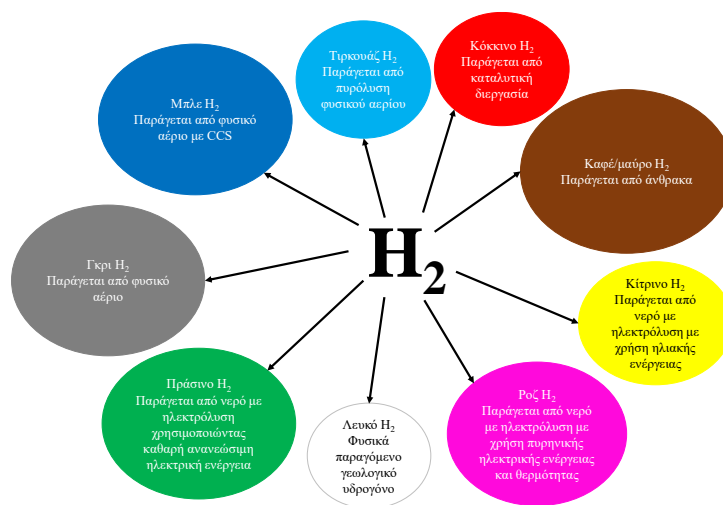 Τιρκουάζ H₂
Παράγεται από
πυρόλυση
φυσικού αερίου
Κόκκινο H₂
Παράγεται από
καταλυτική
διεργασία
Μπλε H₂
Παράγεται από φυσικό
αέριο με CCS
Καφέ/μαύρο H₂
Παράγεται από άνθρακα
H₂
Γκρι H₂
Παράγεται από φυσικό
αέριο
Κίτρινο H₂
Παράγεται από
νερό με
ηλεκτρόλυση με
χρήση ηλιακής
ενέργειας
Πράσινο H₂
Παράγεται από νερό με
ηλεκτρόλυση
χρησιμοποιώντας
καθαρή ανανεώσιμη
ηλεκτρική ενέργεια
Λευκό H₂
Φυσικά
παραγόμενο
γεωλογικό
υδρογόνο
Ροζ H₂
Παράγεται από νερό
με ηλεκτρόλυση με
χρήση πυρηνικής
ηλεκτρικής ενέργειας
και θερμότητας